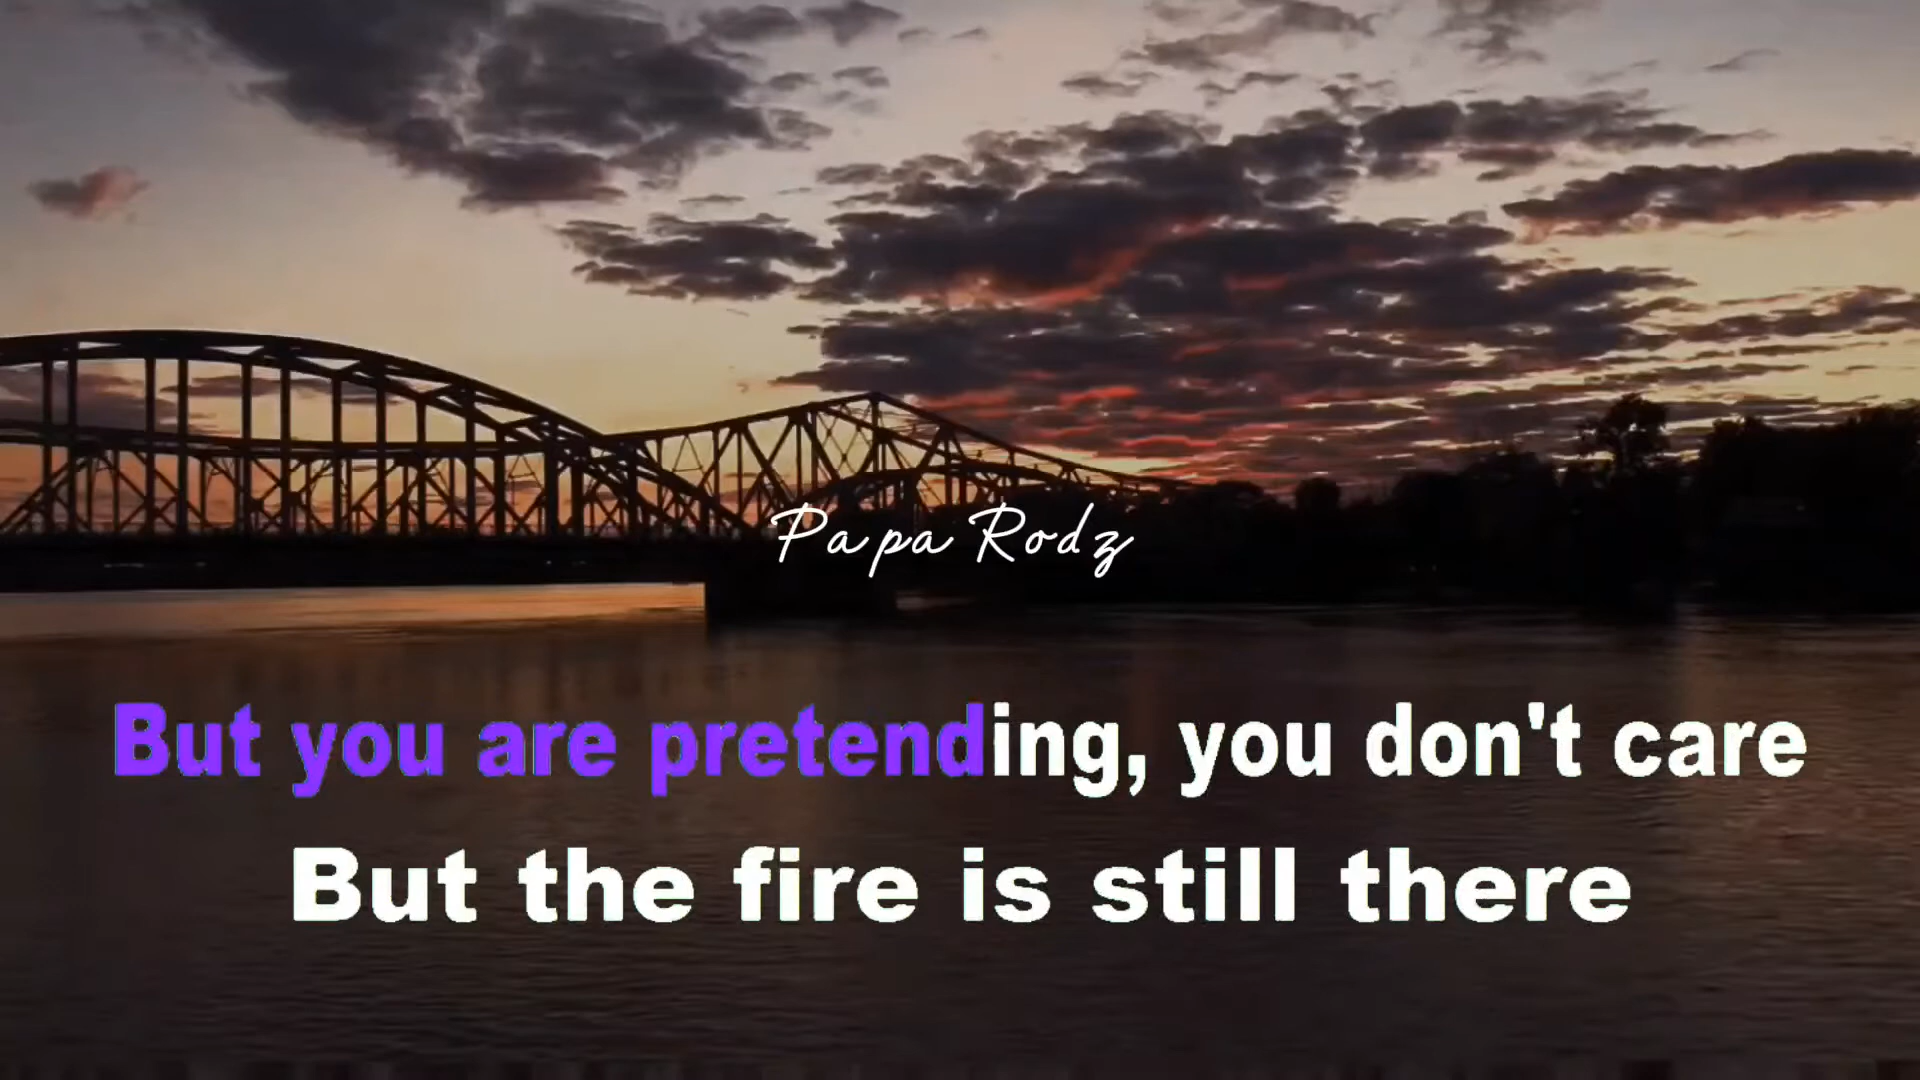 Papa Rodz
But you are pretending, you don't care
But the fire is still there